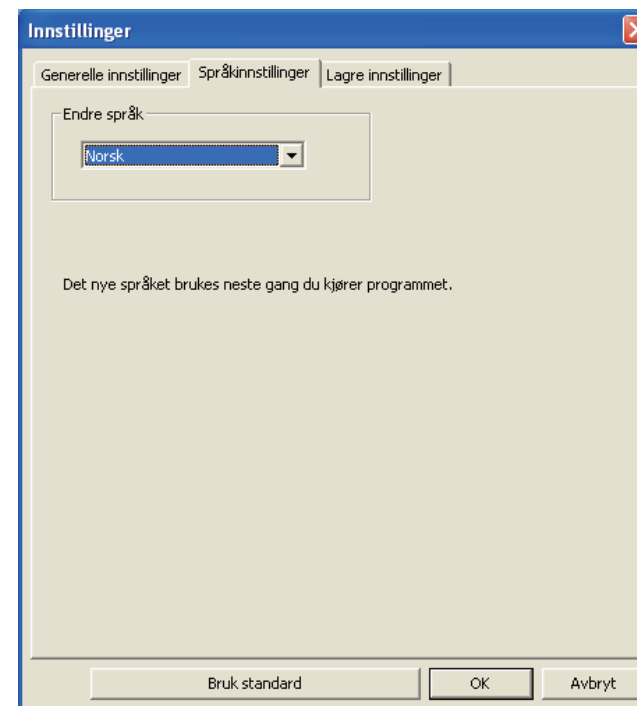 Innstillinger
Generelle innstillinger Språkinnstillinger Lagre innstillinger
Endre språk
Norsk
Det nye språket brukes neste gang du kjører programmet.
Bruk standard OK Avbryt